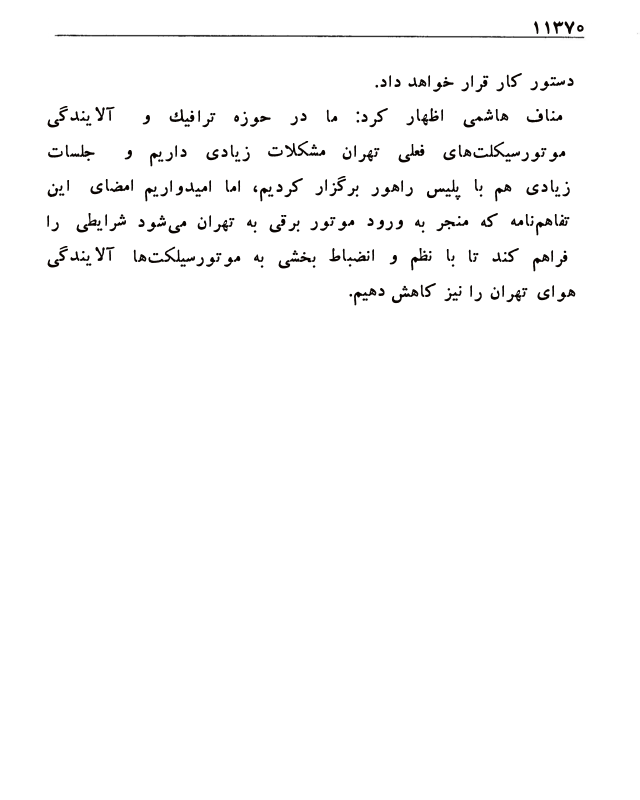 ۱۱۳۷۰
دستور کار قرار خواهد داد.
مناف هاشمی اظهار کرد: ما در حوزه ترافیك و آلایندگی
موتورسیکلت‌های فعلی تهران مشکلات زیادی داریم و جلسات
زیادی هم با پلیس راهور برگزار کردیم، اما امیدواریم امضای این
تفاهم‌نامه که منجر به ورود موتور برقی به تهران می‌شود شرایطی را
فراهم کند تا با نظم و انضباط بخشی به موتورسیلکت‌ها آلایندگی
هوای تهران را نیز کاهش دهیم.